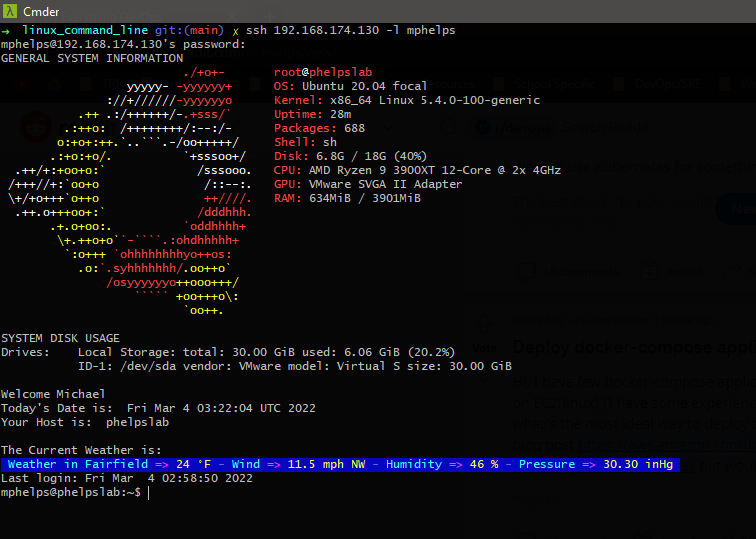 Cmder
→ linux_command_line git:(main) ✗ ssh 192.168.174.130 -l mphelps
mphelps@192.168.174.130's password:
GENERAL SYSTEM INFORMATION
./+o+- root@phelpslab
yyyyy- -yyyyyy+ OS: Ubuntu 20.04 focal
://+//////-yyyyyyo Kernel: x86_64 Linux 5.4.0-100-generic
.++ .:/++++++/-.+sss/` Uptime: 28m
.:++o: /++++++++/:--:/- Packages: 688
o:+o+:++.`..```.-/oo+++++/ Shell: sh
.:+o:+o/. `+sssoo+/ Disk: 6.8G / 18G (40%)
.++/+:+oo+o:` /sssooo. CPU: AMD Ryzen 9 3900XT 12-Core @ 2x 4GHz
/+++//+:`oo+o /::--:. GPU: VMware SVGA II Adapter
\+/+o+++`o++o ++////. RAM: 634MiB / 3901MiB
.++.o+++oo+:` /dddhhh.
.+.o+oo:. `oddhhhh+
\+.++o+o``-````.:ohdhhhhh+
`:o+++ `ohhhhhhhhyo++os:
.o:`.syhhhhhhh/.oo++o`
/osyyyyyyo++ooo+++/
````` +oo+++o\:
`oo++.
SYSTEM DISK USAGE
Drives: Local Storage: total: 30.00 GiB used: 6.06 GiB (20.2%)
ID-1: /dev/sda vendor: VMware model: Virtual S size: 30.00 GiB
Welcome Michael
Today's Date is: Fri Mar 4 03:22:04 UTC 2022
Your Host is: phelpslab
The Current Weather is:
Weather in Fairfield => 24 °F - Wind => 11.5 mph NW - Humidity => 46 % - Pressure => 30.30 inHg
Last login: Fri Mar 4 02:58:50 2022
mphelps@phelpslab:~$
Deploy docker-compose appli